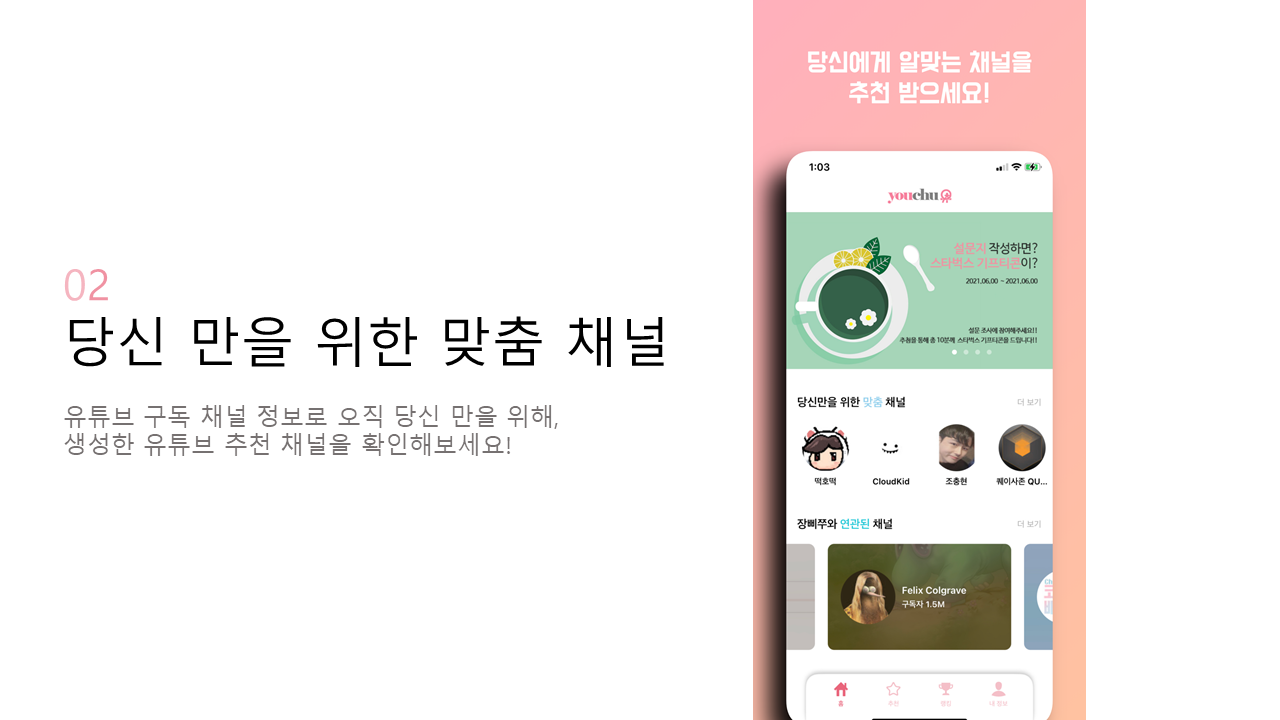 02
당신 만을 위한 맞춤 채널
유튜브 구독 채널 정보로 오직 당신 만을 위해,
생성한 유튜브 추천 채널을 확인해보세요!
당신에게 알맞는 채널을
추천 받으세요!
1:03
youchu
설문지 작성하면?
스타벅스 기프티콘이?
2021.06.00 ~ 2021.06.00
설문 조사에 참여해주세요!!
추첨을 통해 총 10분께 스타벅스 기프티콘을 드립니다!!
당신만을 위한 맞춤 채널 더 보기
떡호떡 CloudKid 조충현 퀘이사존 QU...
장삐쭈와 연관된 채널 더 보기
Felix Colgrave
구독자 1.5M
홈 추천 랭킹 내 정보